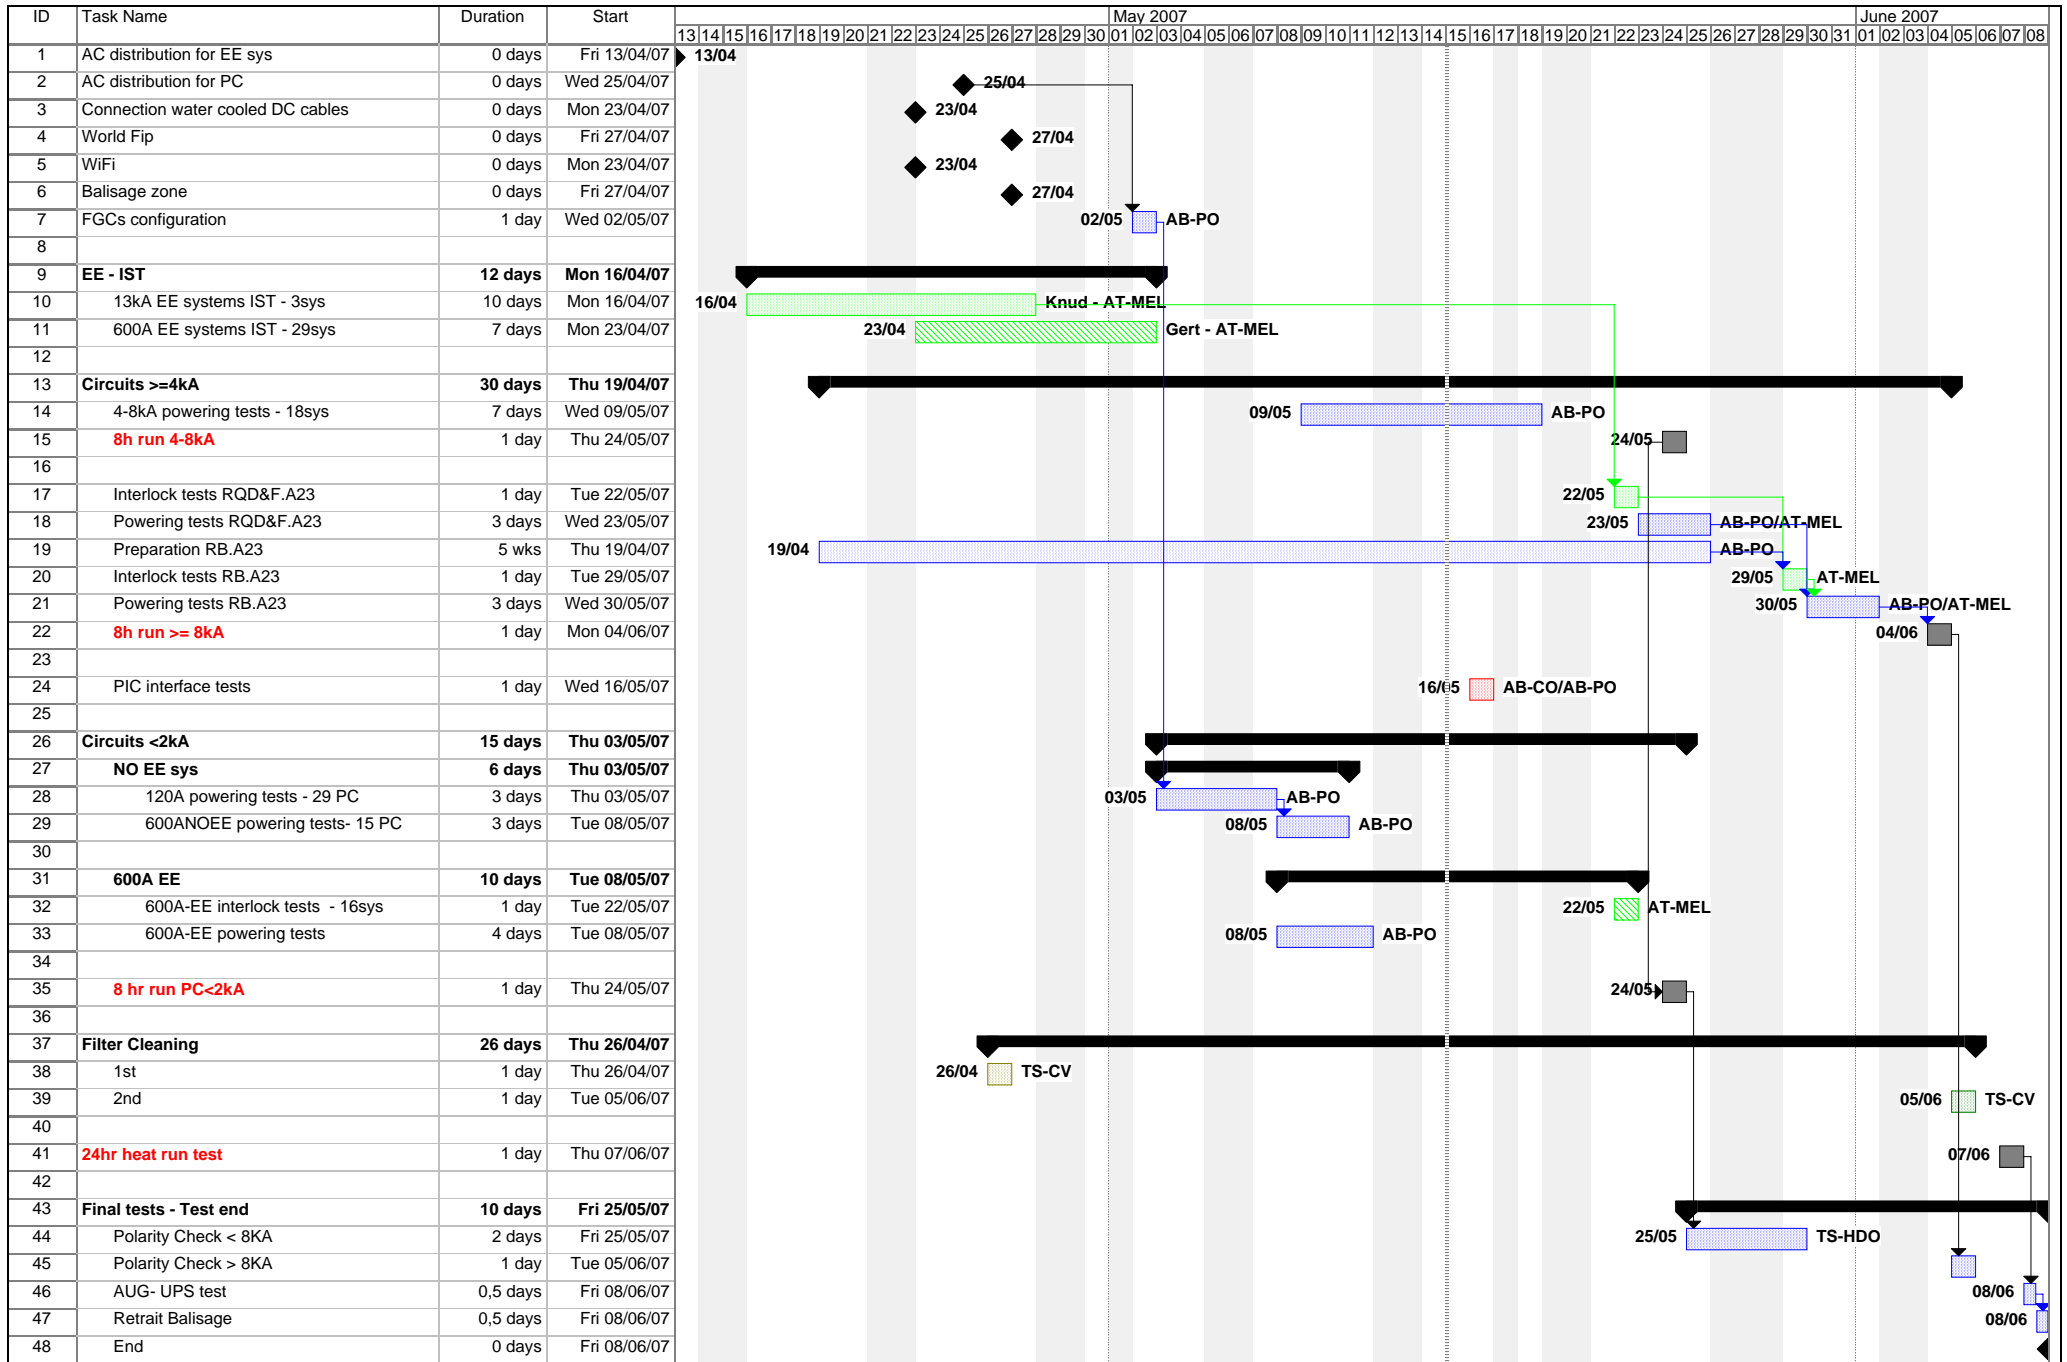 ID Task Name Duration Start May 2007 June 2007
13 14 15 16 17 18 19 20 21 22 23 24 25 26 27 28 29 30 01 02 03 04 05 06 07 08 09 10 11 12 13 14 15 16 17 18 19 20 21 22 23 24 25 26 27 28 29 30 31 01 02 03 04 05 06 07 08
1 AC distribution for EE sys 0 days Fri 13/04/07 13/04
2 AC distribution for PC 0 days Wed 25/04/07 25/04
3 Connection water cooled DC cables 0 days Mon 23/04/07 23/04
4 World Fip 0 days Fri 27/04/07 27/04
5 WiFi 0 days Mon 23/04/07 23/04
6 Balisage zone 0 days Fri 27/04/07 27/04
7 FGCs configuration 1 day Wed 02/05/07 02/05 AB-PO
8
9 EE - IST 12 days Mon 16/04/07
10 13kA EE systems IST - 3sys 10 days Mon 16/04/07 16/04 Knud - AT-MEL
11 600A EE systems IST - 29sys 7 days Mon 23/04/07 23/04 Gert - AT-MEL
12
13 Circuits >=4kA 30 days Thu 19/04/07
14 4-8kA powering tests - 18sys 7 days Wed 09/05/07 09/05 AB-PO
15 8h run 4-8kA 1 day Thu 24/05/07 24/05
16
17 Interlock tests RQD&F.A23 1 day Tue 22/05/07 22/05
18 Powering tests RQD&F.A23 3 days Wed 23/05/07 23/05 AB-PO/AT-MEL
19 Preparation RB.A23 5 wks Thu 19/04/07 19/04 AB-PO
20 Interlock tests RB.A23 1 day Tue 29/05/07 29/05 AT-MEL
21 Powering tests RB.A23 3 days Wed 30/05/07 30/05 AB-PO/AT-MEL
22 8h run >= 8kA 1 day Mon 04/06/07 04/06
23
24 PIC interface tests 1 day Wed 16/05/07 16/05 AB-CO/AB-PO
25
26 Circuits <2kA 15 days Thu 03/05/07
27 NO EE sys 6 days Thu 03/05/07
28 120A powering tests - 29 PC 3 days Thu 03/05/07 03/05 AB-PO
29 600ANOEE powering tests- 15 PC 3 days Tue 08/05/07 08/05 AB-PO
30
31 600A EE 10 days Tue 08/05/07
32 600A-EE interlock tests - 16sys 1 day Tue 22/05/07 22/05 AT-MEL
33 600A-EE powering tests 4 days Tue 08/05/07 08/05 AB-PO
34
35 8 hr run PC<2kA 1 day Thu 24/05/07 24/05
36
37 Filter Cleaning 26 days Thu 26/04/07
38 1st 1 day Thu 26/04/07 26/04 TS-CV
39 2nd 1 day Tue 05/06/07 05/06 TS-CV
40
41 24hr heat run test 1 day Thu 07/06/07 07/06
42
43 Final tests - Test end 10 days Fri 25/05/07
44 Polarity Check < 8KA 2 days Fri 25/05/07 25/05 TS-HDO
45 Polarity Check > 8KA 1 day Tue 05/06/07
46 AUG- UPS test 0,5 days Fri 08/06/07 08/06
47 Retrait Balisage 0,5 days Fri 08/06/07 08/06
48 End 0 days Fri 08/06/07